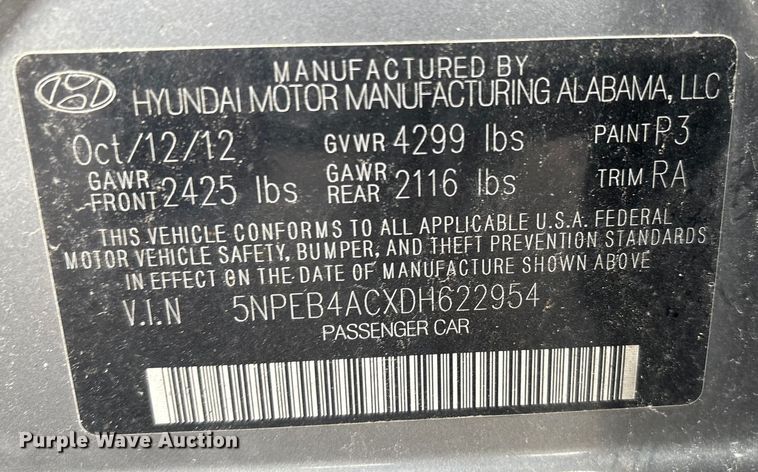 MANUFACTURED BY
HYUNDAI MOTOR MANUFACTURING ALABAMA, LLC
Oct/12/12 GVWR 4299 lbs PAINT P3
GAWR FRONT 2425 lbs GAWR REAR 2116 lbs TRIM RA
THIS VEHICLE CONFORMS TO ALL APPLICABLE U.S.A. FEDERAL
MOTOR VEHICLE SAFETY, BUMPER, AND THEFT PREVENTION STANDARDS
IN EFFECT ON THE DATE OF MANUFACTURE SHOWN ABOVE.
V.I.N 5NPEB4ACXDH622954
PASSENGER CAR
Purple Wave Auction